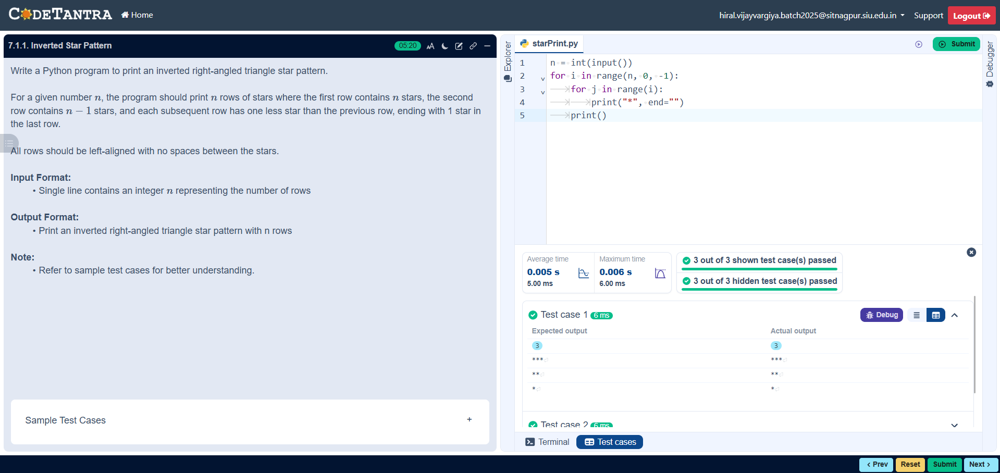 CODETANTRA
Home
hiral.vijayvargiya.batch2025@sitnagpur.siu.edu.in
Support
Logout
7.1.1. Inverted Star Pattern
05:20
Write a Python program to print an inverted right-angled triangle star pattern.
For a given number n, the program should print n rows of stars where the first row contains n stars, the second
row contains n − 1 stars, and each subsequent row has one less star than the previous row, ending with 1 star in
the last row.
All rows should be left-aligned with no spaces between the stars.
Input Format:
• Single line contains an integer n representing the number of rows
Output Format:
• Print an inverted right-angled triangle star pattern with n rows
Note:
• Refer to sample test cases for better understanding.
Sample Test Cases
+
Explorer
starPrint.py
Submit
Debugger
1 n = int(input())
2 for i in range(n, 0, -1):
3 for j in range(i):
4 print("*", end="")
5 print()
Average time
0.005 s
5.00 ms
Maximum time
0.006 s
6.00 ms
3 out of 3 shown test case(s) passed
3 out of 3 hidden test case(s) passed
Test case 1 6 ms
Debug
Expected output Actual output
3 3
*** ***
** **
* *
Test case 2 6 ms
Terminal
Test cases
< Prev
Reset
Submit
Next >